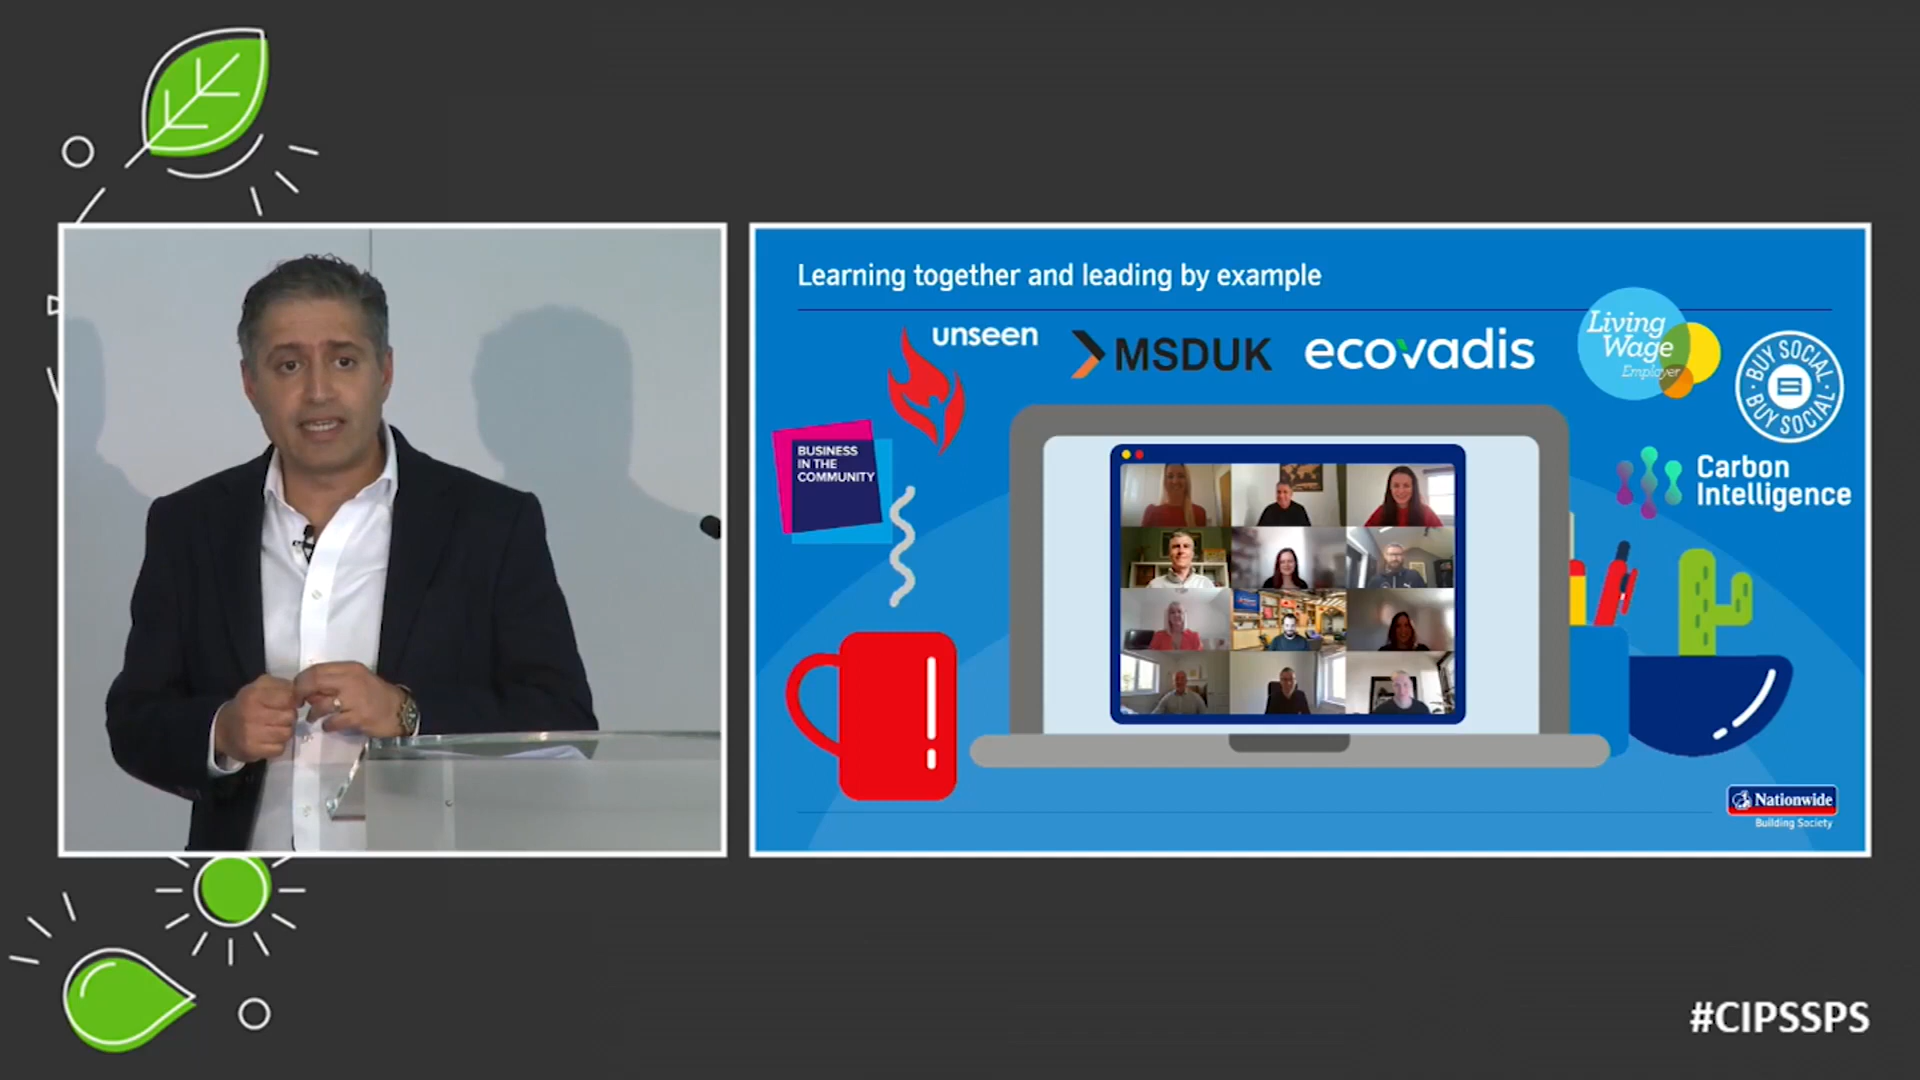 Learning together and leading by example
unseen
MSDUK
ecovadis
Living
Wage
Employer
BUY SOCIAL
BUY SOCIAL
BUSINESS
IN THE
COMMUNITY
Carbon
Intelligence
Nationwide
Building Society
#CIPSSPS